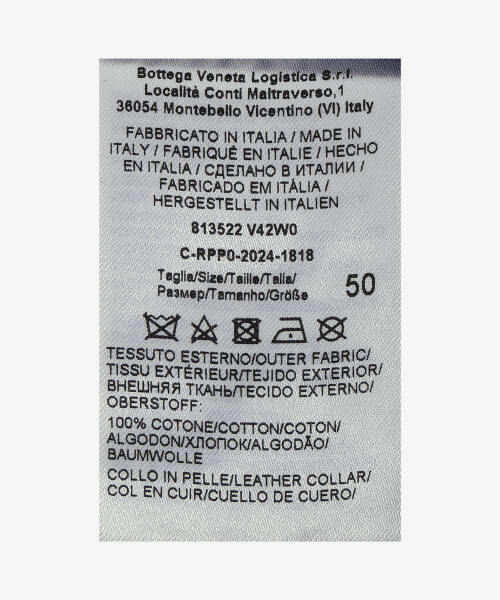 Bottega Veneta Logistica S.r.l.
Località Conti Maltraverso,1
36054 Montebello Vicentino (VI) Italy
FABBRICATO IN ITALIA / MADE IN
ITALY / FABRIQUÉ EN ITALIE / HECHO
EN ITALIA / СДЕЛАНО В ИТАЛИИ /
FABRICADO EM ITÁLIA /
HERGESTELLT IN ITALIEN
813522 V42W0
C-RPP0-2024-1818
Taglia/Size/Taille/Talla/
Размер/Tamanho/Größe 50
TESSUTO ESTERNO/OUTER FABRIC/
TISSU EXTÉRIEUR/TEJIDO EXTERIOR/
ВНЕШНЯЯ ТКАНЬ/TECIDO EXTERNO/
OBERSTOFF:
100% COTONE/COTTON/COTON/
ALGODON/ХЛОПОК/ALGODÃO/
BAUMWOLLE
COLLO IN PELLE/LEATHER COLLAR/
COL EN CUIR/CUELLO DE CUERO/